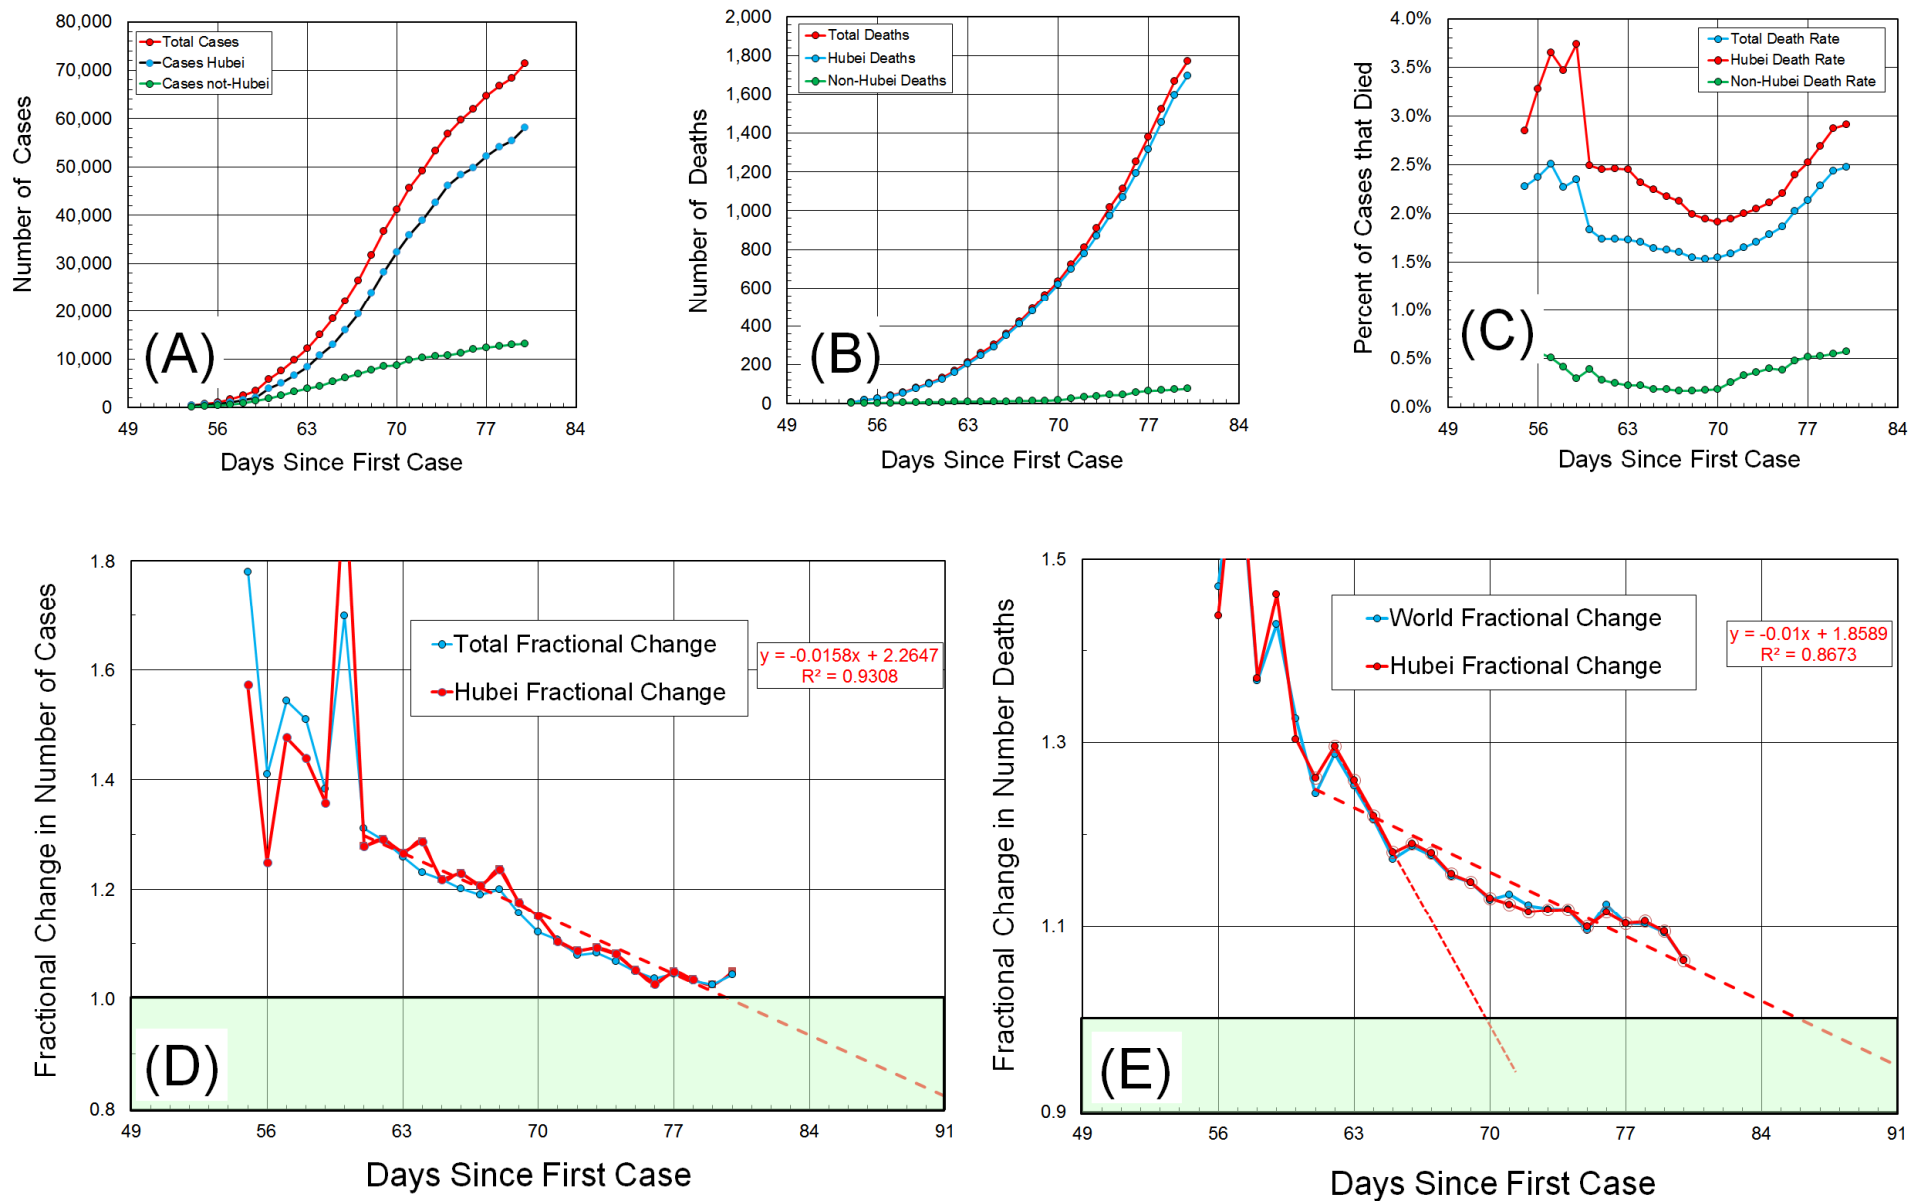 Number of Cases
80,000
70,000
60,000
50,000
40,000
30,000
20,000
10,000
0
Total Cases
Cases Hubei
Cases not-Hubei
(A)
49 56 63 70 77 84
Days Since First Case
Number of Deaths
2,000
1,800
1,600
1,400
1,200
1,000
800
600
400
200
0
Total Deaths
Hubei Deaths
Non-Hubei Deaths
(B)
49 56 63 70 77 84
Days Since First Case
Percent of Cases that Died
4.0%
3.5%
3.0%
2.5%
2.0%
1.5%
1.0%
0.5%
0.0%
Total Death Rate
Hubei Death Rate
Non-Hubei Death Rate
(C)
49 56 63 70 77 84
Days Since First Case
Fractional Change in Number of Cases
1.8
1.6
1.4
1.2
1.0
0.8
Total Fractional Change
Hubei Fractional Change
y = -0.0158x + 2.2647
R² = 0.9308
(D)
49 56 63 70 77 84 91
Days Since First Case
Fractional Change in Number Deaths
1.5
1.3
1.1
0.9
World Fractional Change
Hubei Fractional Change
y = -0.01x + 1.8589
R² = 0.8673
(E)
49 56 63 70 77 84 91
Days Since First Case